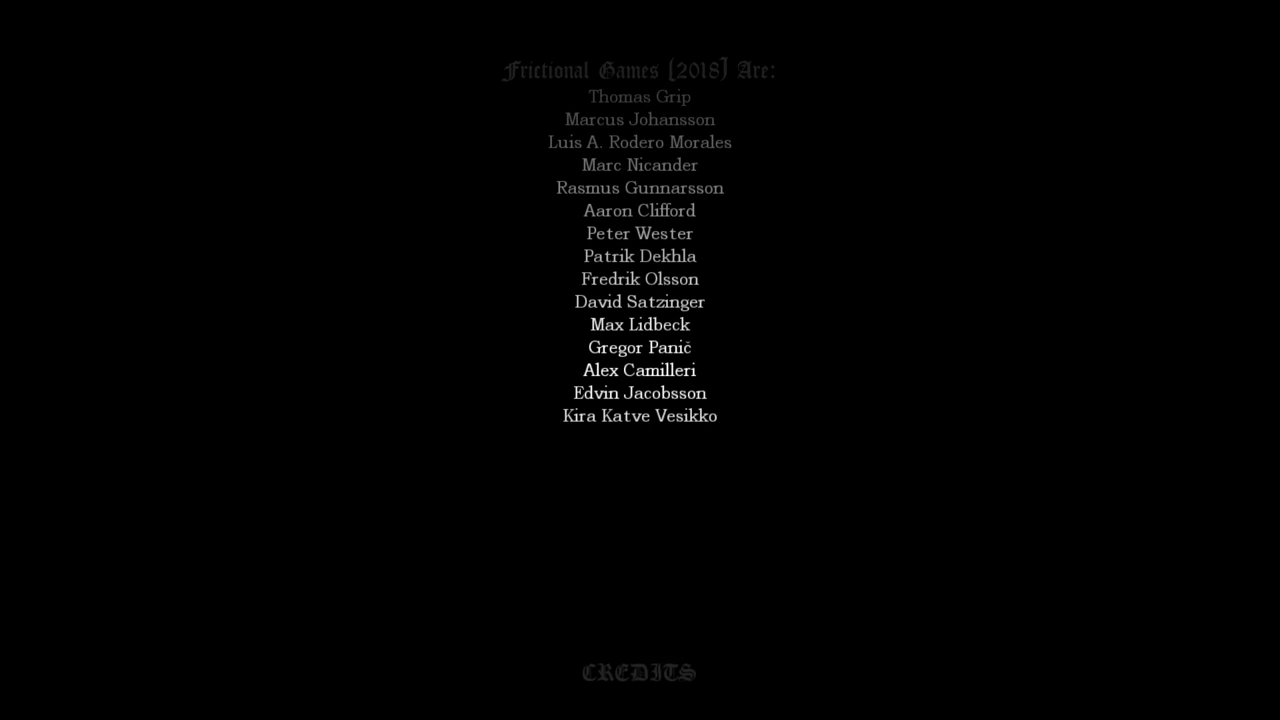 Frictional Games [2018] Are:
Thomas Grip
Marcus Johansson
Luis A. Rodero Morales
Marc Nicander
Rasmus Gunnarsson
Aaron Clifford
Peter Wester
Patrik Dekhla
Fredrik Olsson
David Satzinger
Max Lidbeck
Gregor Panič
Alex Camilleri
Edvin Jacobsson
Kira Katve Vesikko
CREDITS